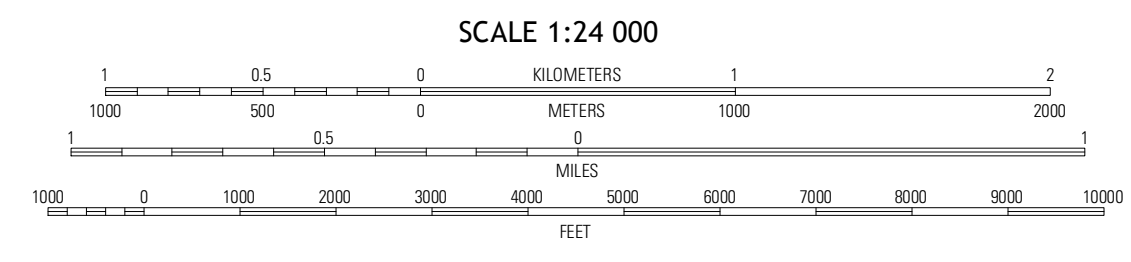 SCALE 1:24 000
1 0.5 0 KILOMETERS 1 2
1000 500 0 METERS 1000 2000
1 0.5 0 1
MILES
1000 0 1000 2000 3000 4000 5000 6000 7000 8000 9000 10000
FEET